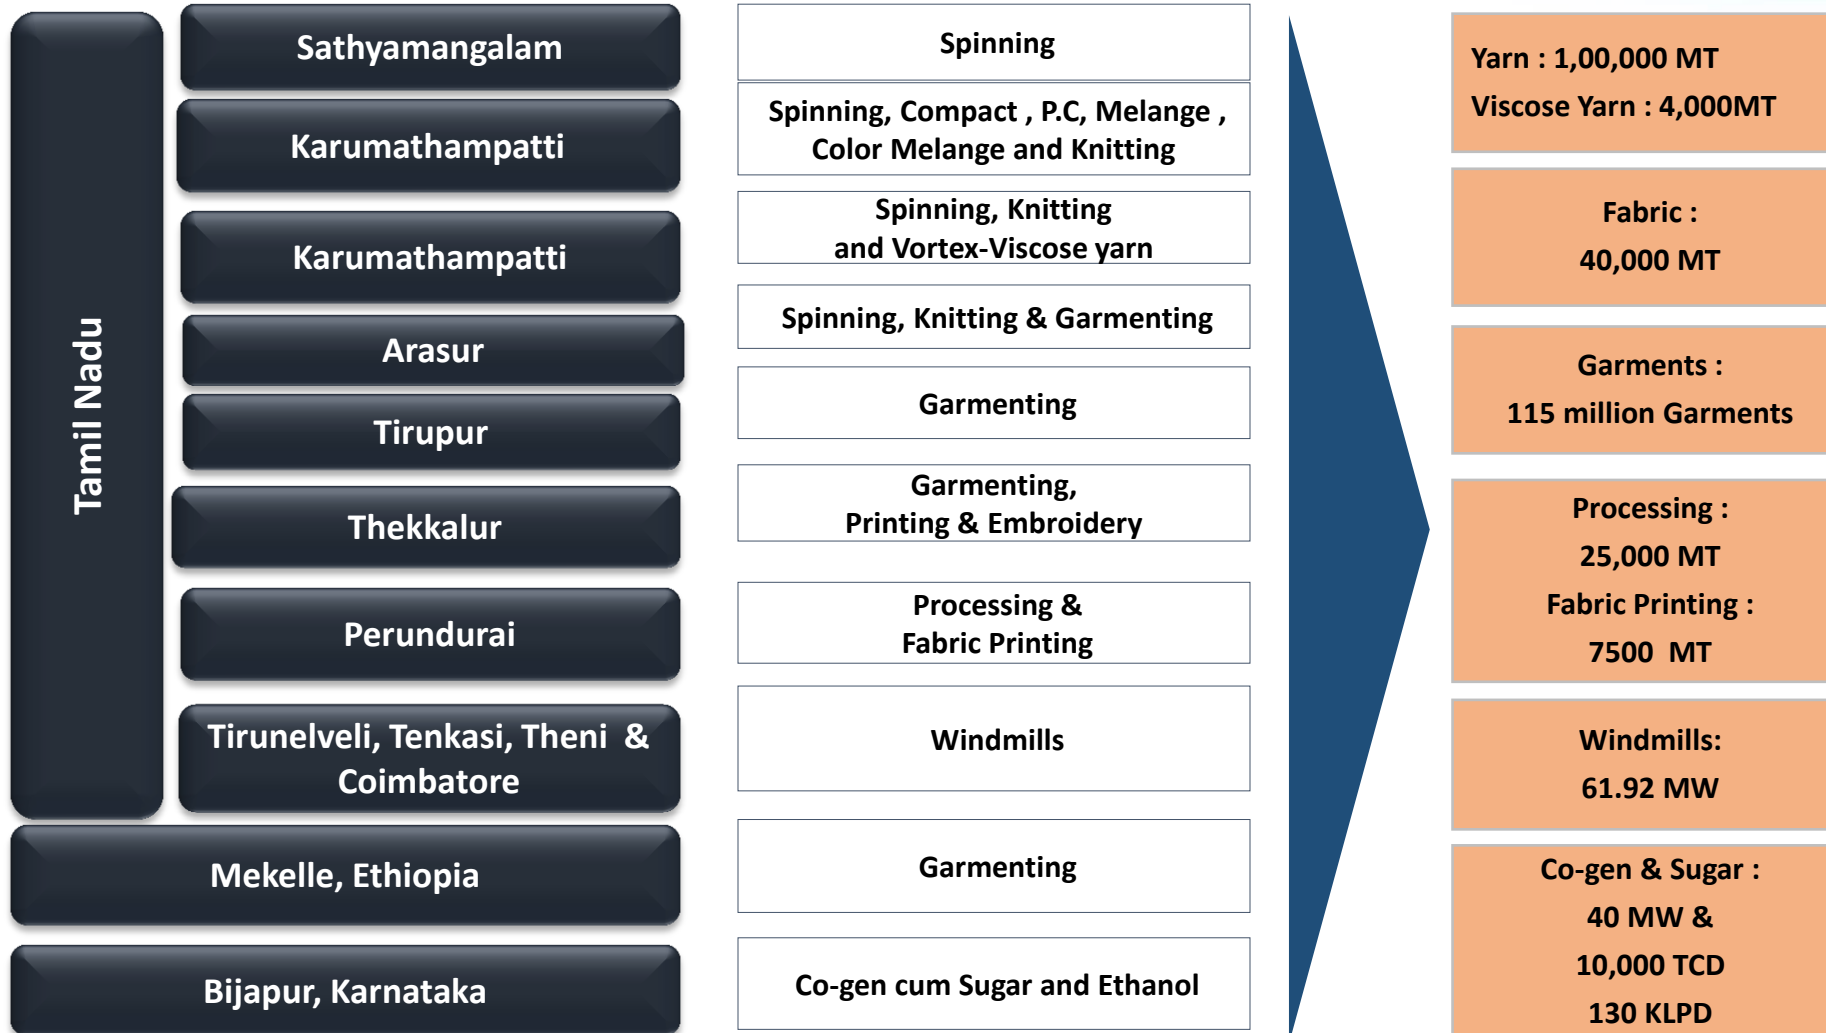 Tamil Nadu
Sathyamangalam
Spinning
Karumathampatti
Spinning, Compact , P.C, Melange ,
Color Melange and Knitting
Karumathampatti
Spinning, Knitting
and Vortex-Viscose yarn
Arasur
Spinning, Knitting & Garmenting
Tirupur
Garmenting
Thekkalur
Garmenting,
Printing & Embroidery
Perundurai
Processing &
Fabric Printing
Tirunelveli, Tenkasi, Theni &
Coimbatore
Windmills
Mekelle, Ethiopia
Garmenting
Bijapur, Karnataka
Co-gen cum Sugar and Ethanol
Yarn : 1,00,000 MT
Viscose Yarn : 4,000MT
Fabric :
40,000 MT
Garments :
115 million Garments
Processing :
25,000 MT
Fabric Printing :
7500 MT
Windmills:
61.92 MW
Co-gen & Sugar :
40 MW &
10,000 TCD
130 KLPD